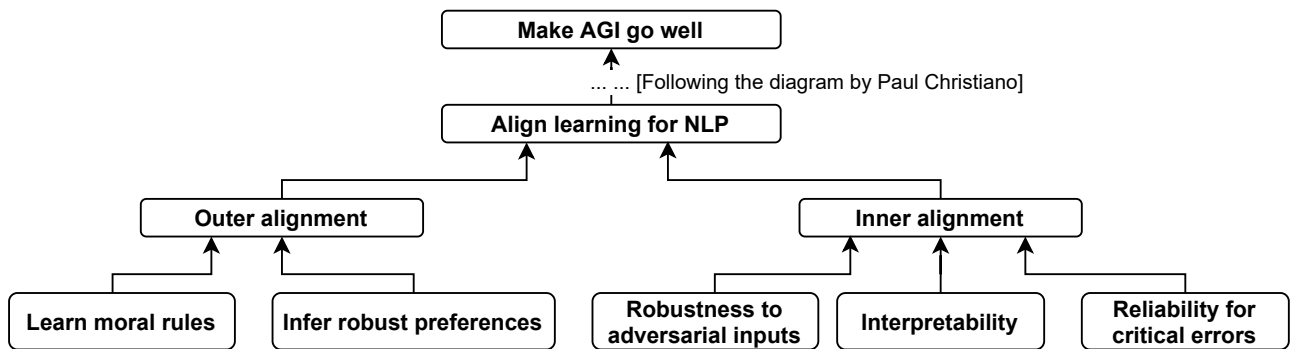 Make AGI go well
... ... [Following the diagram by Paul Christiano]
Align learning for NLP
Outer alignment
Inner alignment
Learn moral rules
Infer robust preferences
Robustness to
adversarial inputs
Interpretability
Reliability for
critical errors